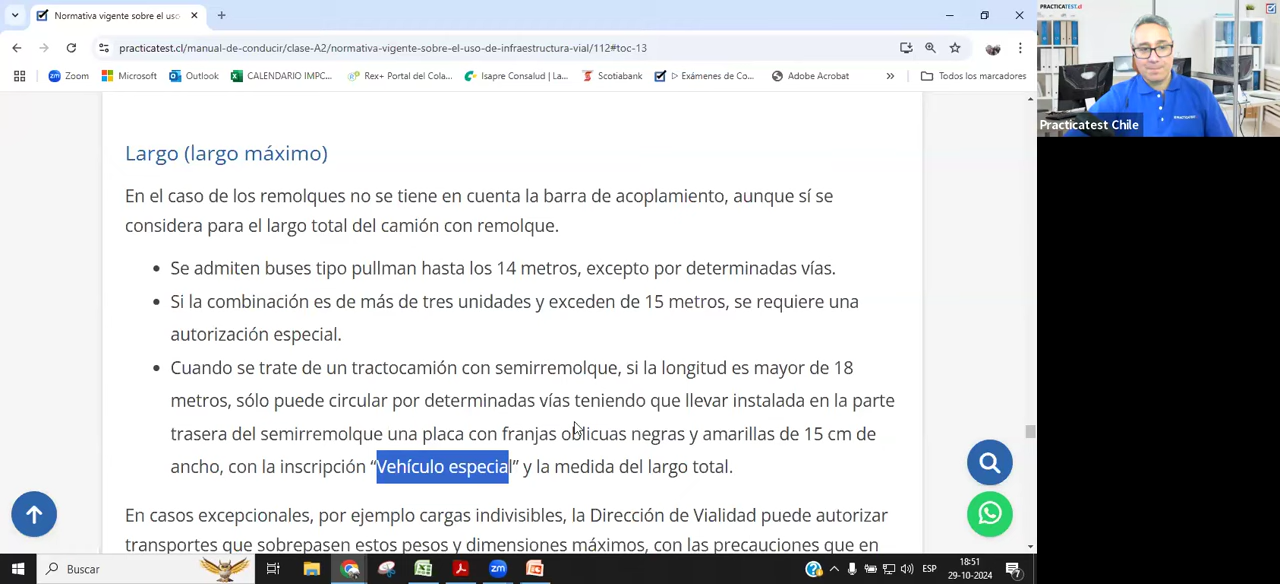 Normativa vigente sobre el uso
practicatest.cl/manual-de-conducir/clase-A2/normativa-vigente-sobre-el-uso-de-infraestructura-vial/112#toc-13
Zoom Microsoft Outlook CALENDARIO IMPC... Rex+ Portal del Cola... Isapre Consalud | La... Scotiabank ▷ Exámenes de Co... Adobe Acrobat » Todos los marcadores
PRACTICATEST.cl
Practicatest Chile
Largo (largo máximo)
En el caso de los remolques no se tiene en cuenta la barra de acoplamiento, aunque sí se
considera para el largo total del camión con remolque.
• Se admiten buses tipo pullman hasta los 14 metros, excepto por determinadas vías.
• Si la combinación es de más de tres unidades y exceden de 15 metros, se requiere una
autorización especial.
• Cuando se trate de un tractocamión con semirremolque, si la longitud es mayor de 18
metros, sólo puede circular por determinadas vías teniendo que llevar instalada en la parte
trasera del semirremolque una placa con franjas oblicuas negras y amarillas de 15 cm de
ancho, con la inscripción “Vehículo especial” y la medida del largo total.
En casos excepcionales, por ejemplo cargas indivisibles, la Dirección de Vialidad puede autorizar
transportes que sobrepasen estos pesos y dimensiones máximos, con las precauciones que en
Buscar
ESP
18:51
29-10-2024